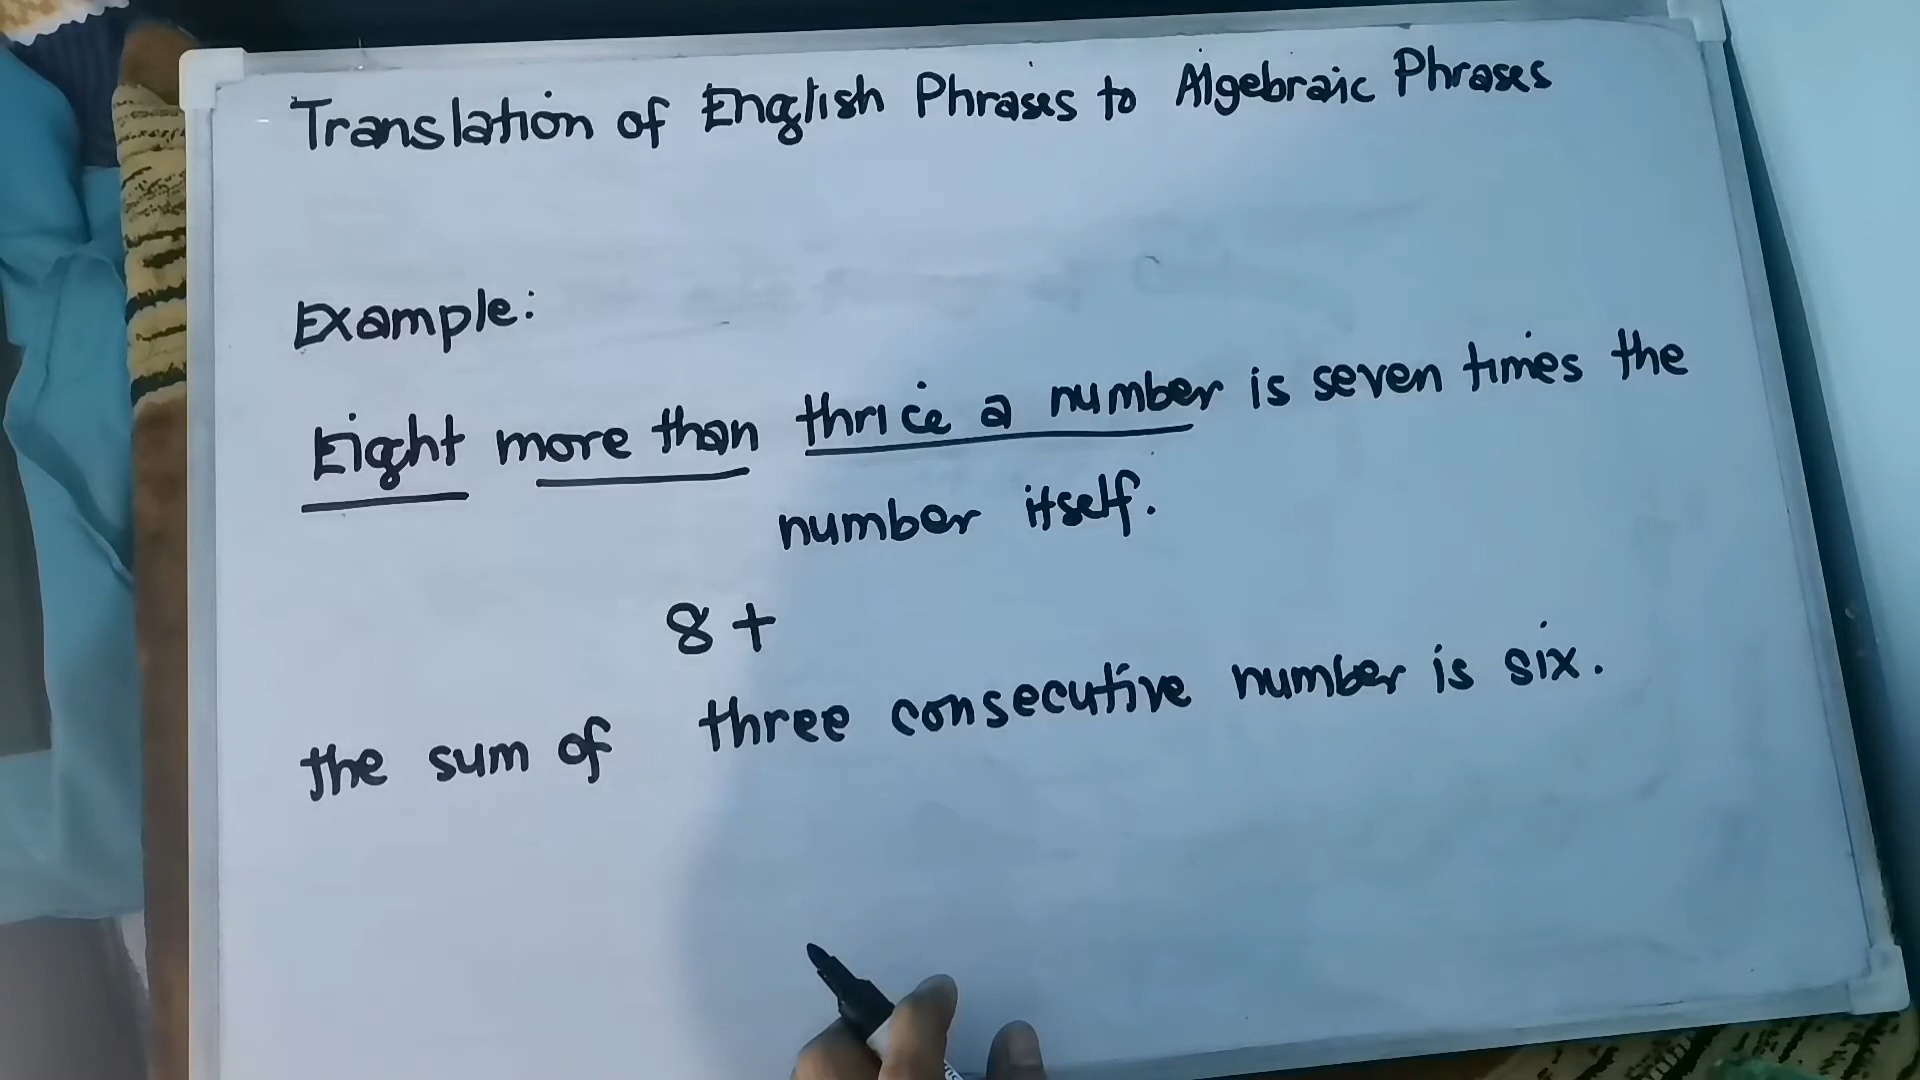 Translation of English Phrases to Algebraic Phrases
Example:
Eight more than thrice a number is seven times the
number itself.
8 +
the sum of three consecutive number is six.